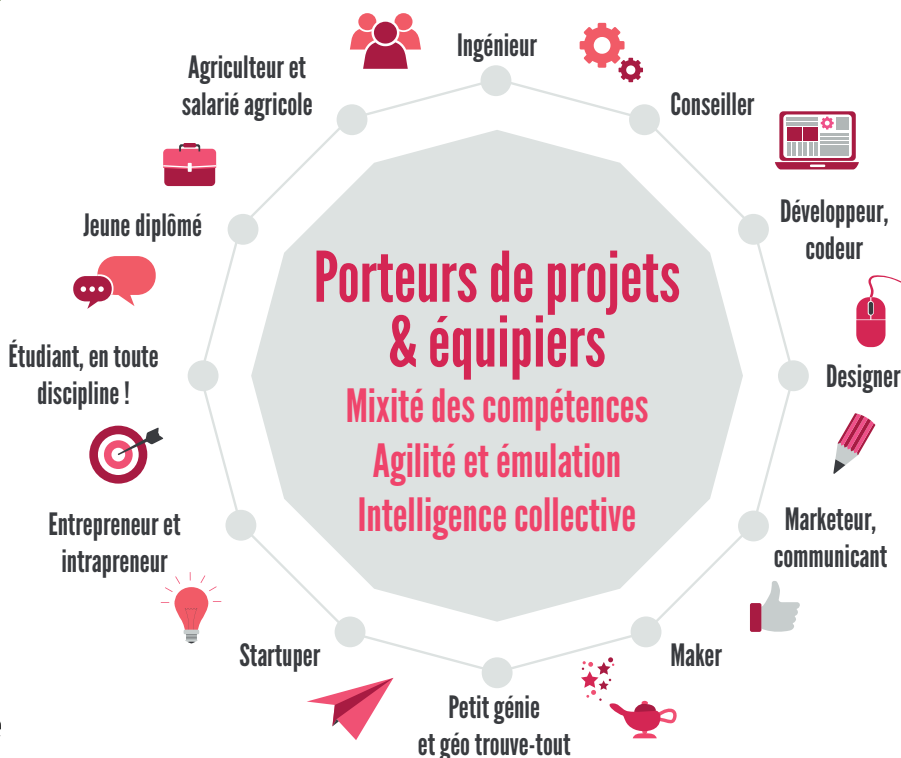 Ingénieur
Agriculteur et
salarié agricole
Conseiller
Jeune diplômé
Développeur,
codeur
Porteurs de projets
& équipiers
Mixité des compétences
Agilité et émulation
Intelligence collective
Étudiant, en toute
discipline !
Designer
Entrepreneur et
intrapreneur
Marketeur,
communicant
Startuper
Maker
Petit génie
et géo trouve-tout